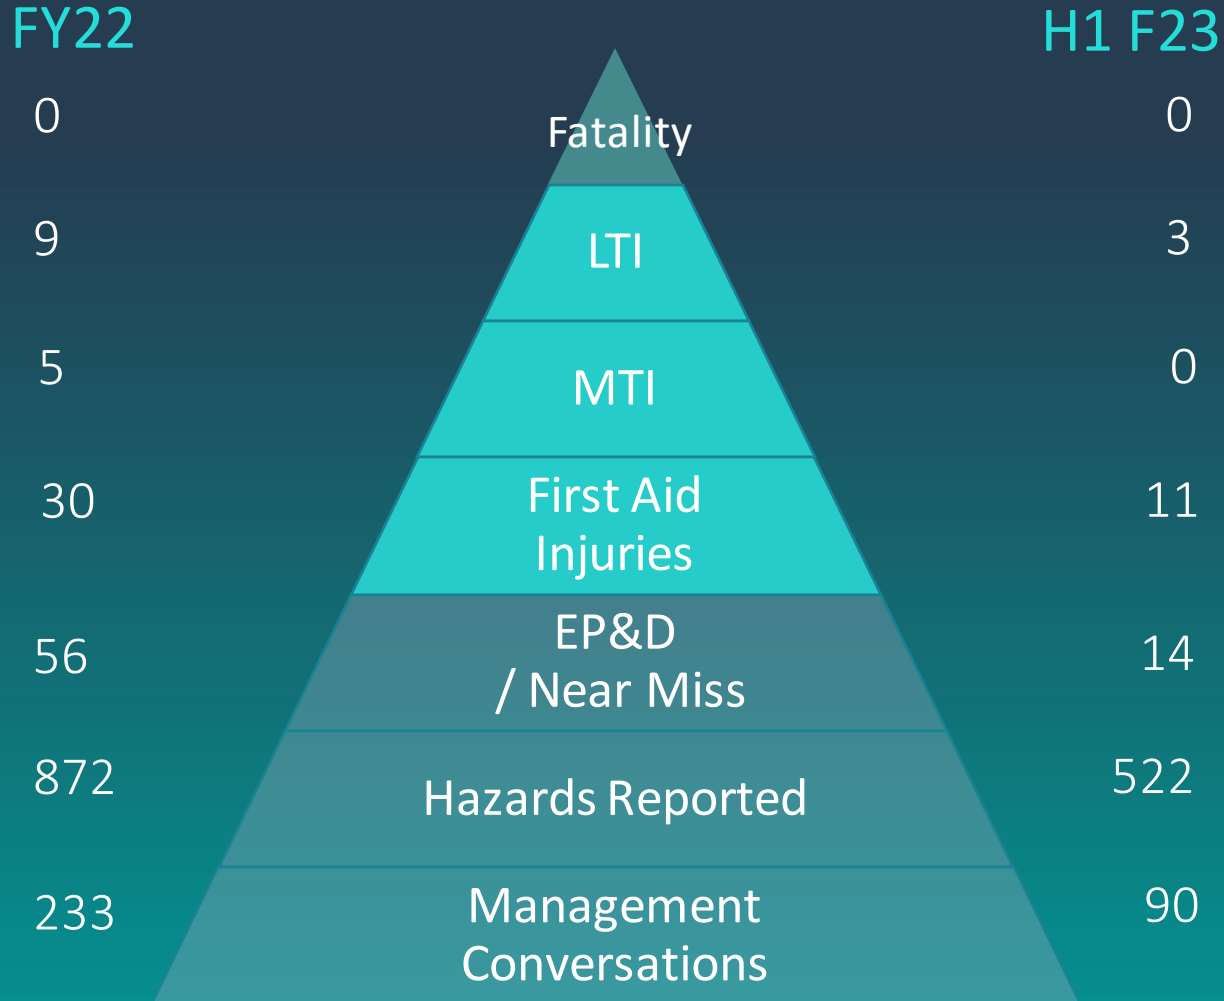 FY22
H1 F23
0
Fatality
0
9
LTI
3
5
MTI
0
30
First Aid
Injuries
11
56
EP&D
/ Near Miss
14
872
Hazards Reported
522
233
Management
Conversations
90